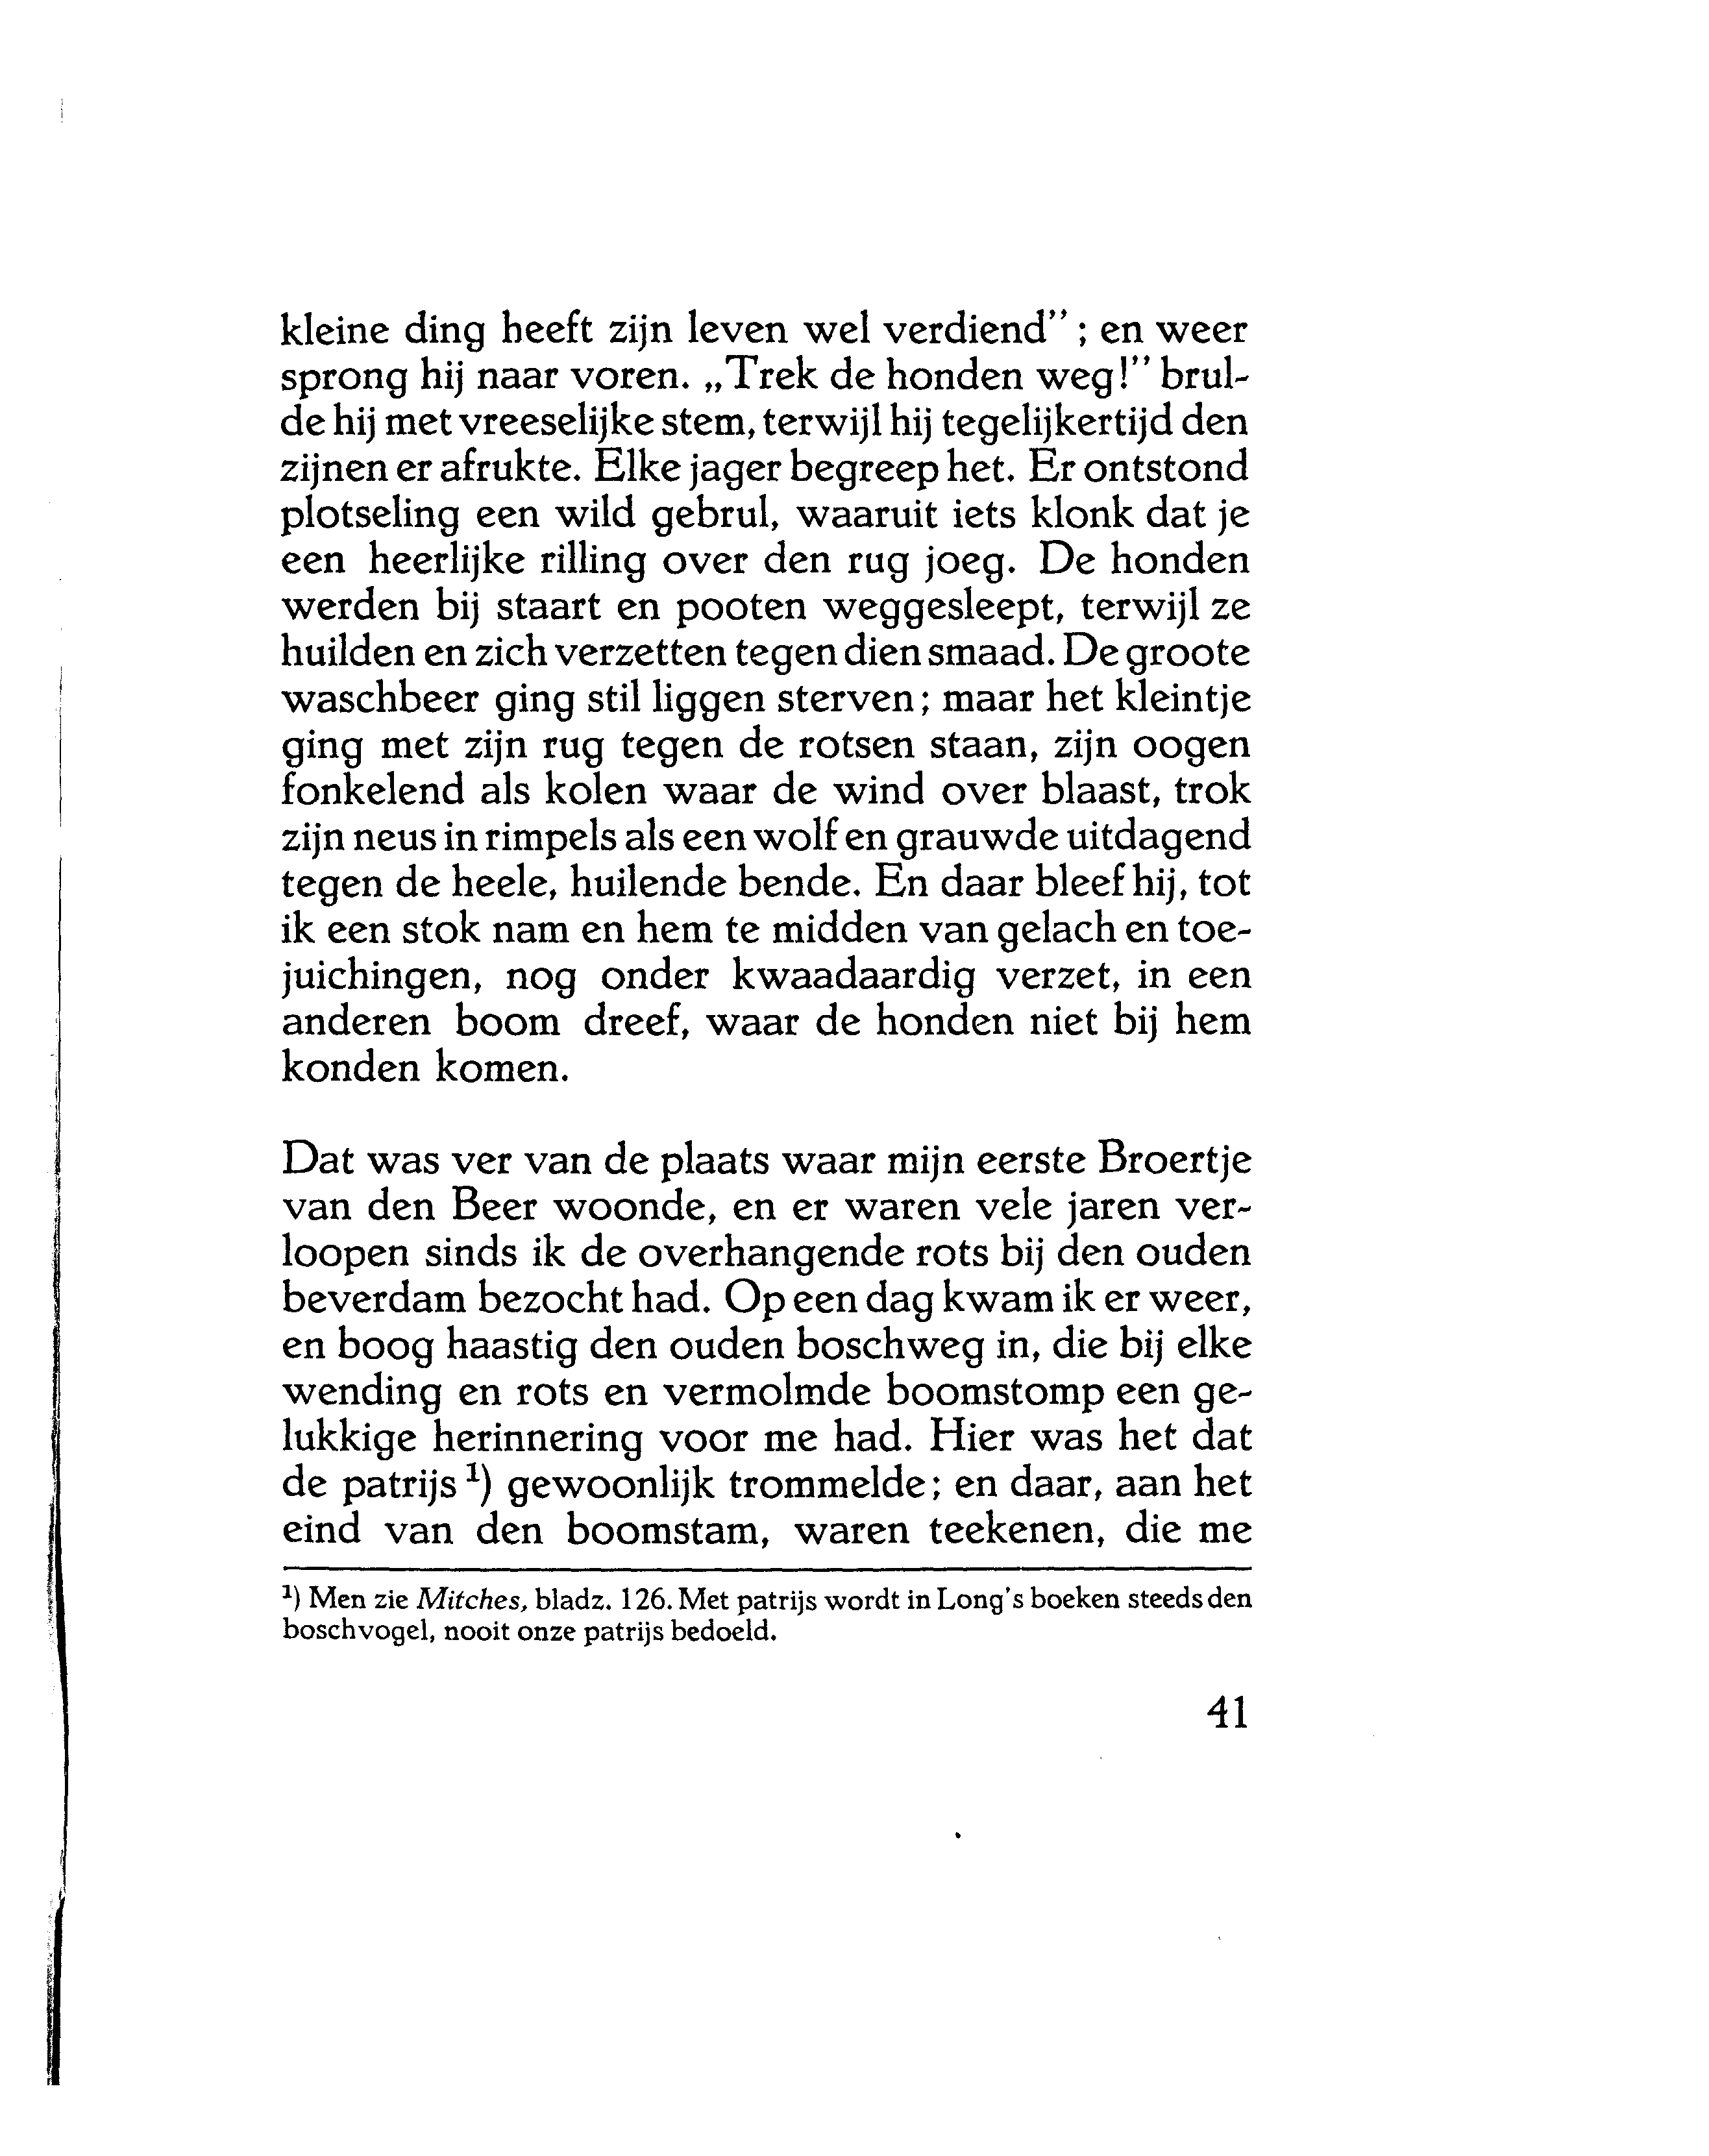 kleine ding heeft zijn leven wel verdiend”; en weer
sprong hij naar voren. „Trek de honden weg!” brul-
de hij met vreeselijke stem, terwijl hij tegelijkertijd den
zijnen er afrukte. Elke jager begreep het. Er ontstond
plotseling een wild gebrul, waaruit iets klonk dat je
een heerlijke rilling over den rug joeg. De honden
werden bij staart en pooten weggesleept, terwijl ze
huilden en zich verzetten tegen dien smaad. De groote
waschbeer ging stil liggen sterven; maar het kleintje
ging met zijn rug tegen de rotsen staan, zijn oogen
fonkelend als kolen waar de wind over blaast, trok
zijn neus in rimpels als een wolf en grauwde uitdagend
tegen de heele, huilende bende. En daar bleef hij, tot
ik een stok nam en hem te midden van gelach en toe-
juichingen, nog onder kwaadaardig verzet, in een
anderen boom dreef, waar de honden niet bij hem
konden komen.

Dat was ver van de plaats waar mijn eerste Broertje
van den Beer woonde, en er waren vele jaren ver-
loopen sinds ik de overhangende rots bij den ouden
beverdam bezocht had. Op een dag kwam ik er weer,
en boog haastig den ouden boschweg in, die bij elke
wending en rots en vermolmde boomstomp een ge-
lukkige herinnering voor me had. Hier was het dat
de patrijs ¹) gewoonlijk trommelde; en daar, aan het
eind van den boomstam, waren teekenen, die me
¹) Men zie Mitches, bladz. 126. Met patrijs wordt in Long's boeken steeds den
boschvogel, nooit onze patrijs bedoeld.
41